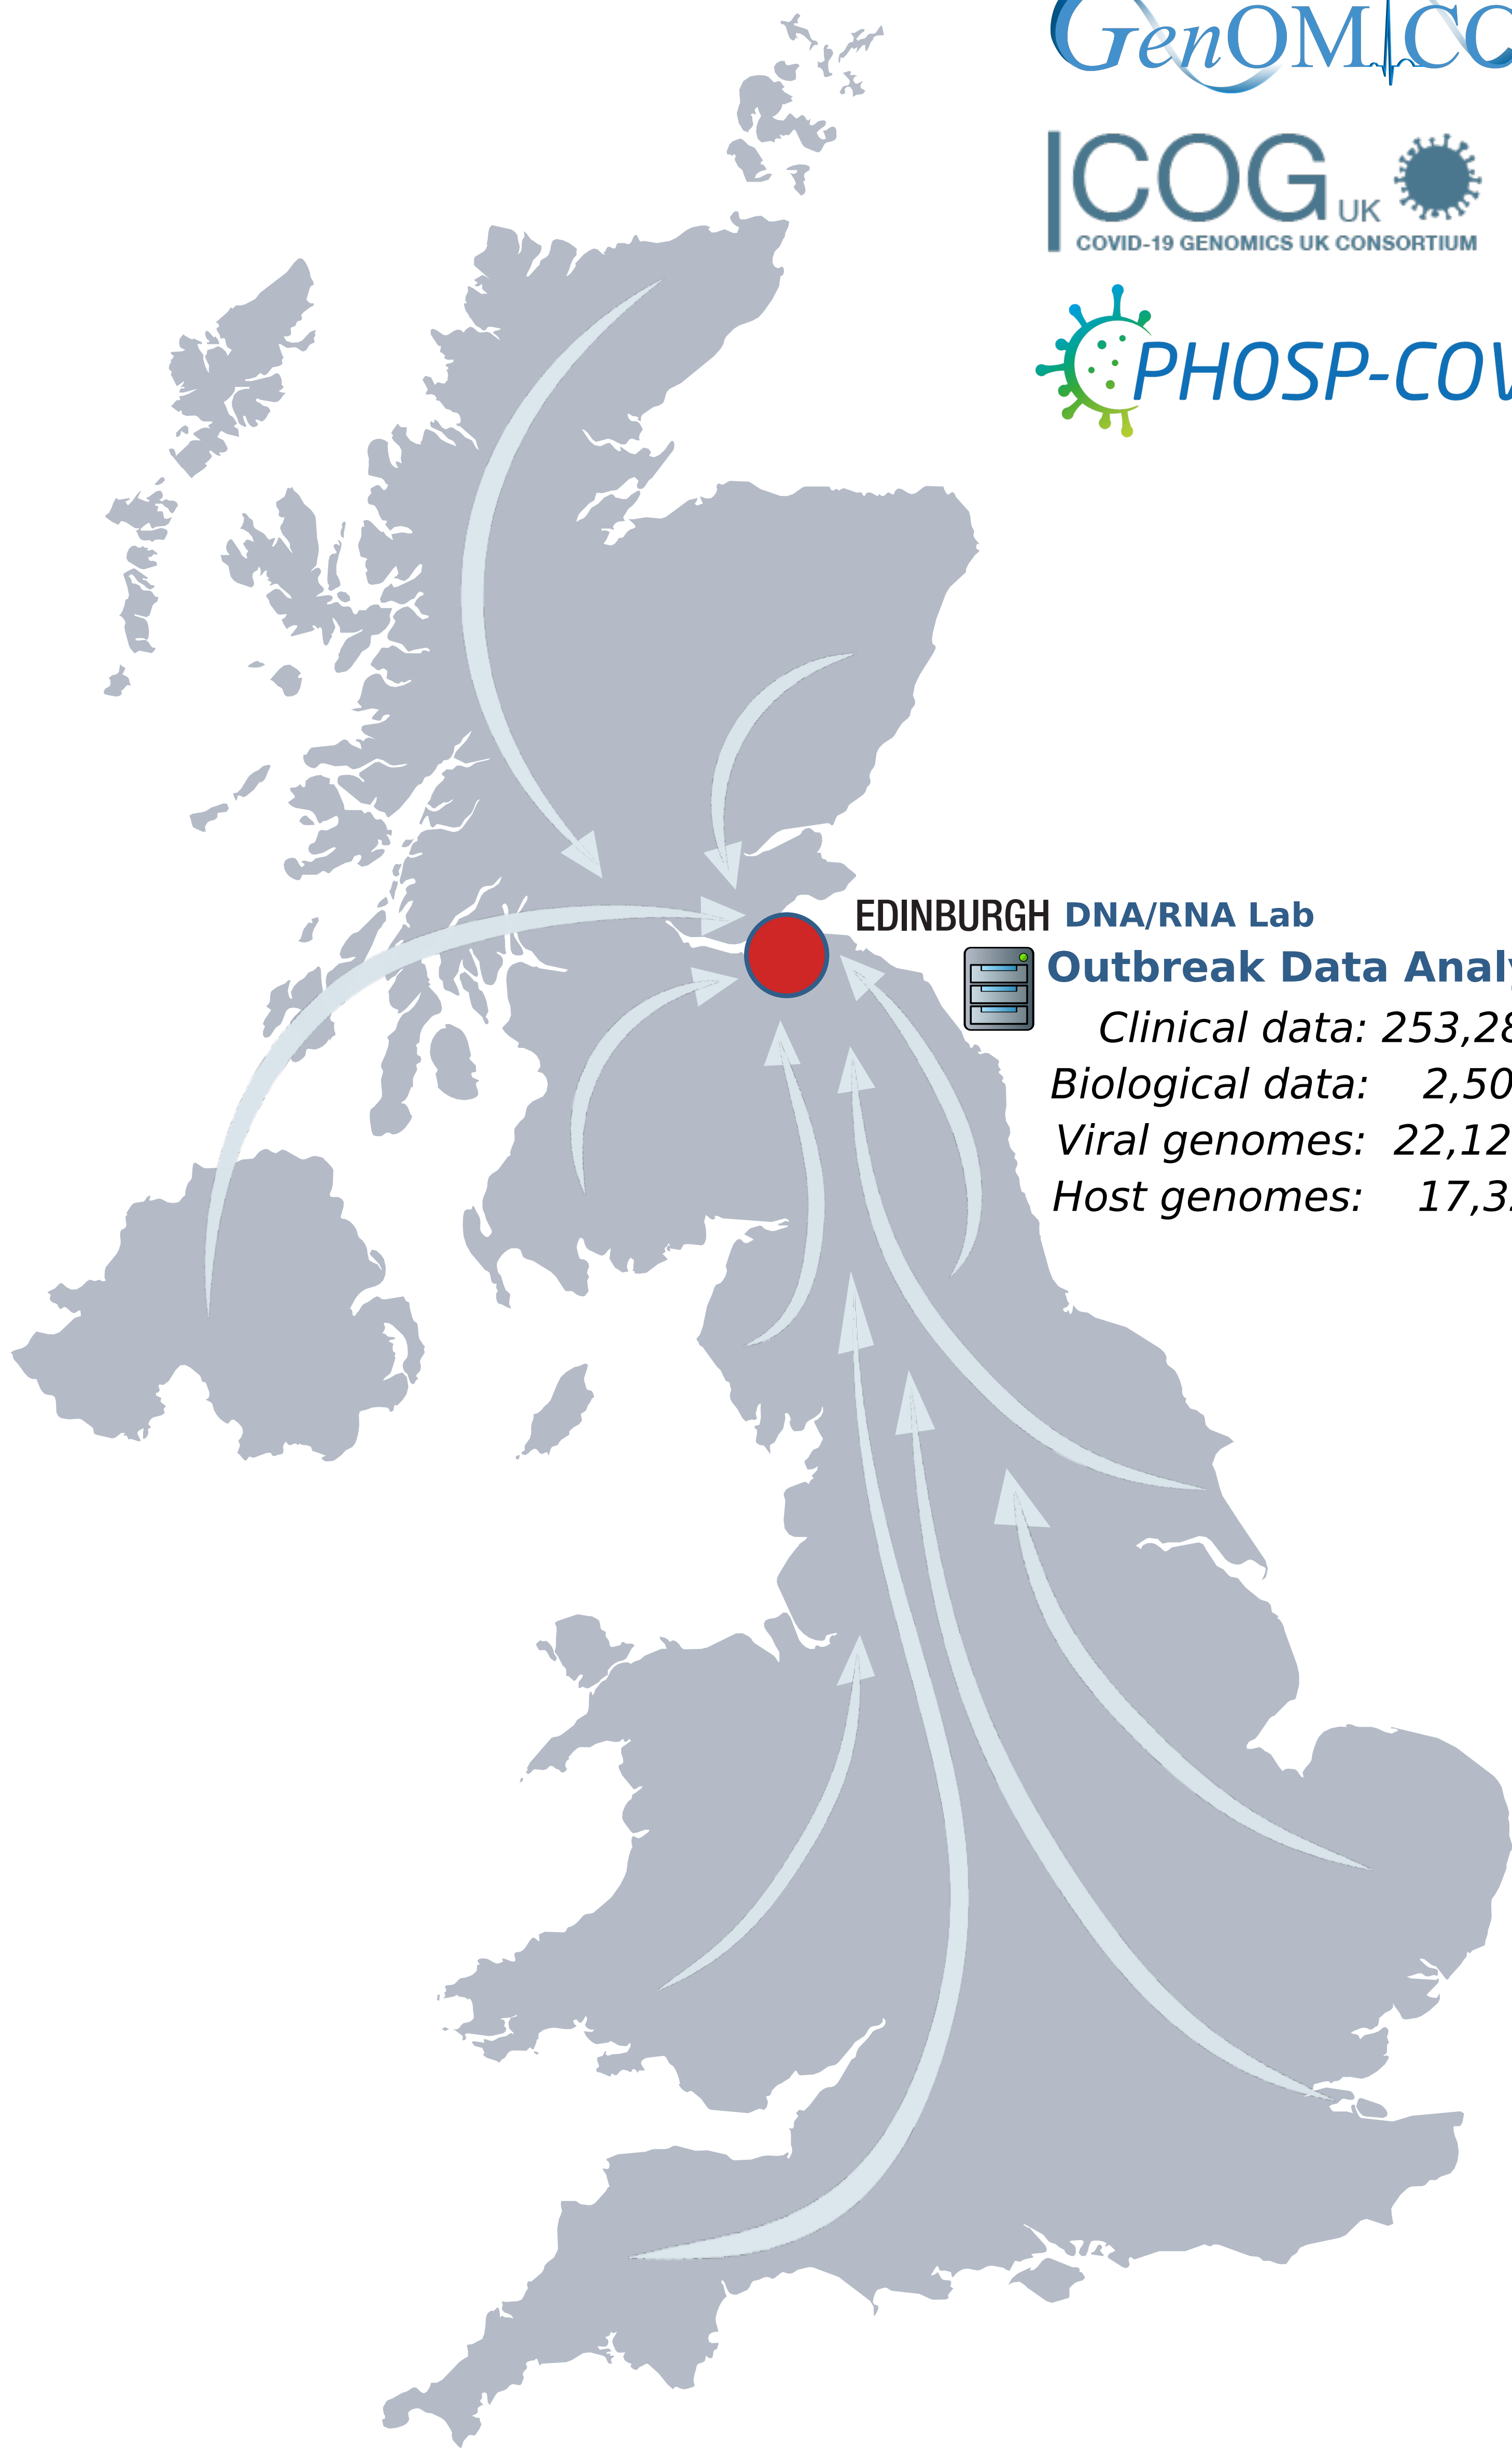 GenOMICC
COG UK
COVID-19 GENOMICS UK CONSORTIUM
PHOSP-COV
EDINBURGH DNA/RNA Lab
Outbreak Data Analy
Clinical data: 253,28
Biological data: 2,50
Viral genomes: 22,12
Host genomes: 17,3